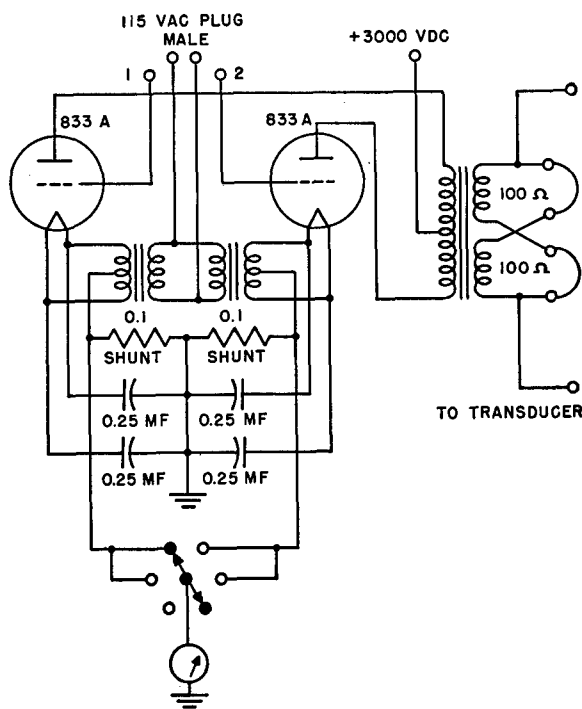 115 VAC PLUG
MALE
+3000 VDC
1
2
833 A
833 A
100 Ω
100 Ω
0.1
0.1
SHUNT
SHUNT
0.25 MF
0.25 MF
0.25 MF
0.25 MF
TO TRANSDUCER